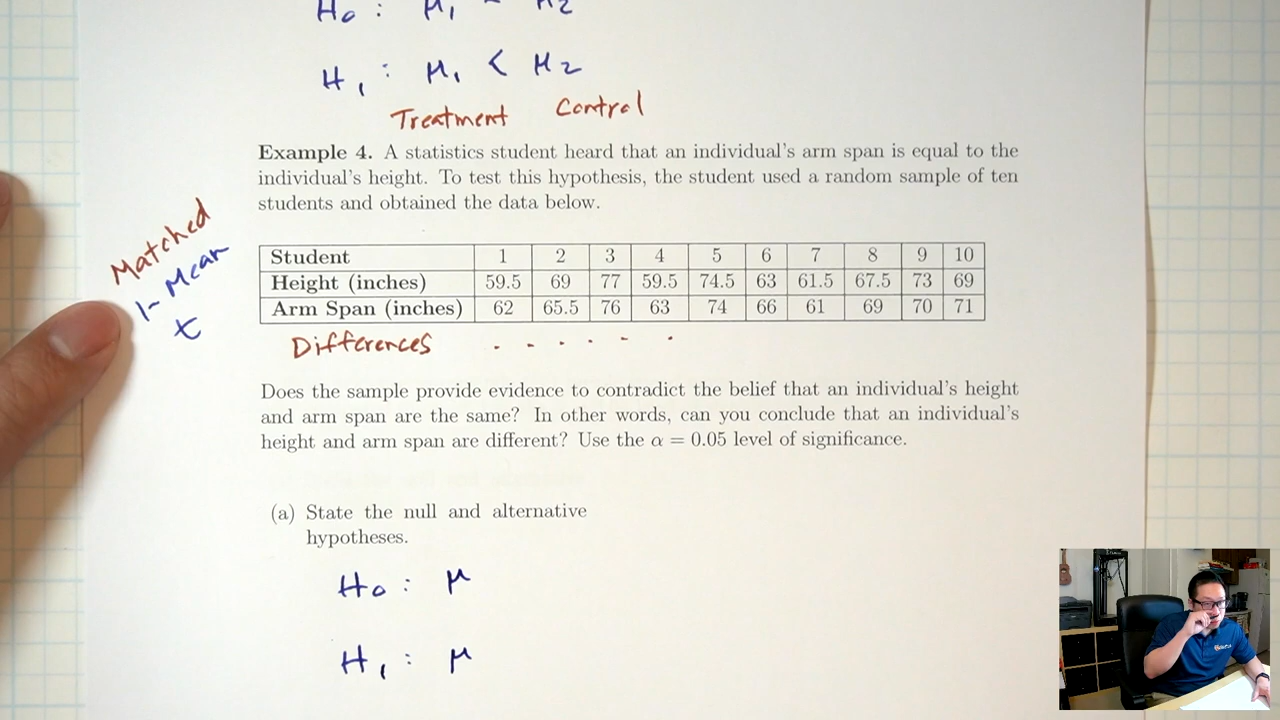 H₀ : μ₁ = μ₂
H₁ : μ₁ < μ₂
Treatment Control
Example 4. A statistics student heard that an individual's arm span is equal to the
individual's height. To test this hypothesis, the student used a random sample of ten
students and obtained the data below.
Matched
1-Mean
t
Student 1 2 3 4 5 6 7 8 9 10
Height (inches) 59.5 69 77 59.5 74.5 63 61.5 67.5 73 69
Arm Span (inches) 62 65.5 76 63 74 66 61 69 70 71
Differences . . . . . .
Does the sample provide evidence to contradict the belief that an individual's height
and arm span are the same? In other words, can you conclude that an individual's
height and arm span are different? Use the α = 0.05 level of significance.
(a) State the null and alternative
hypotheses.
H₀ : μ
H₁ : μ